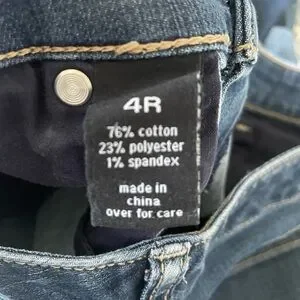 4R
76% cotton
23% polyester
1% spandex
made in
china
over for care